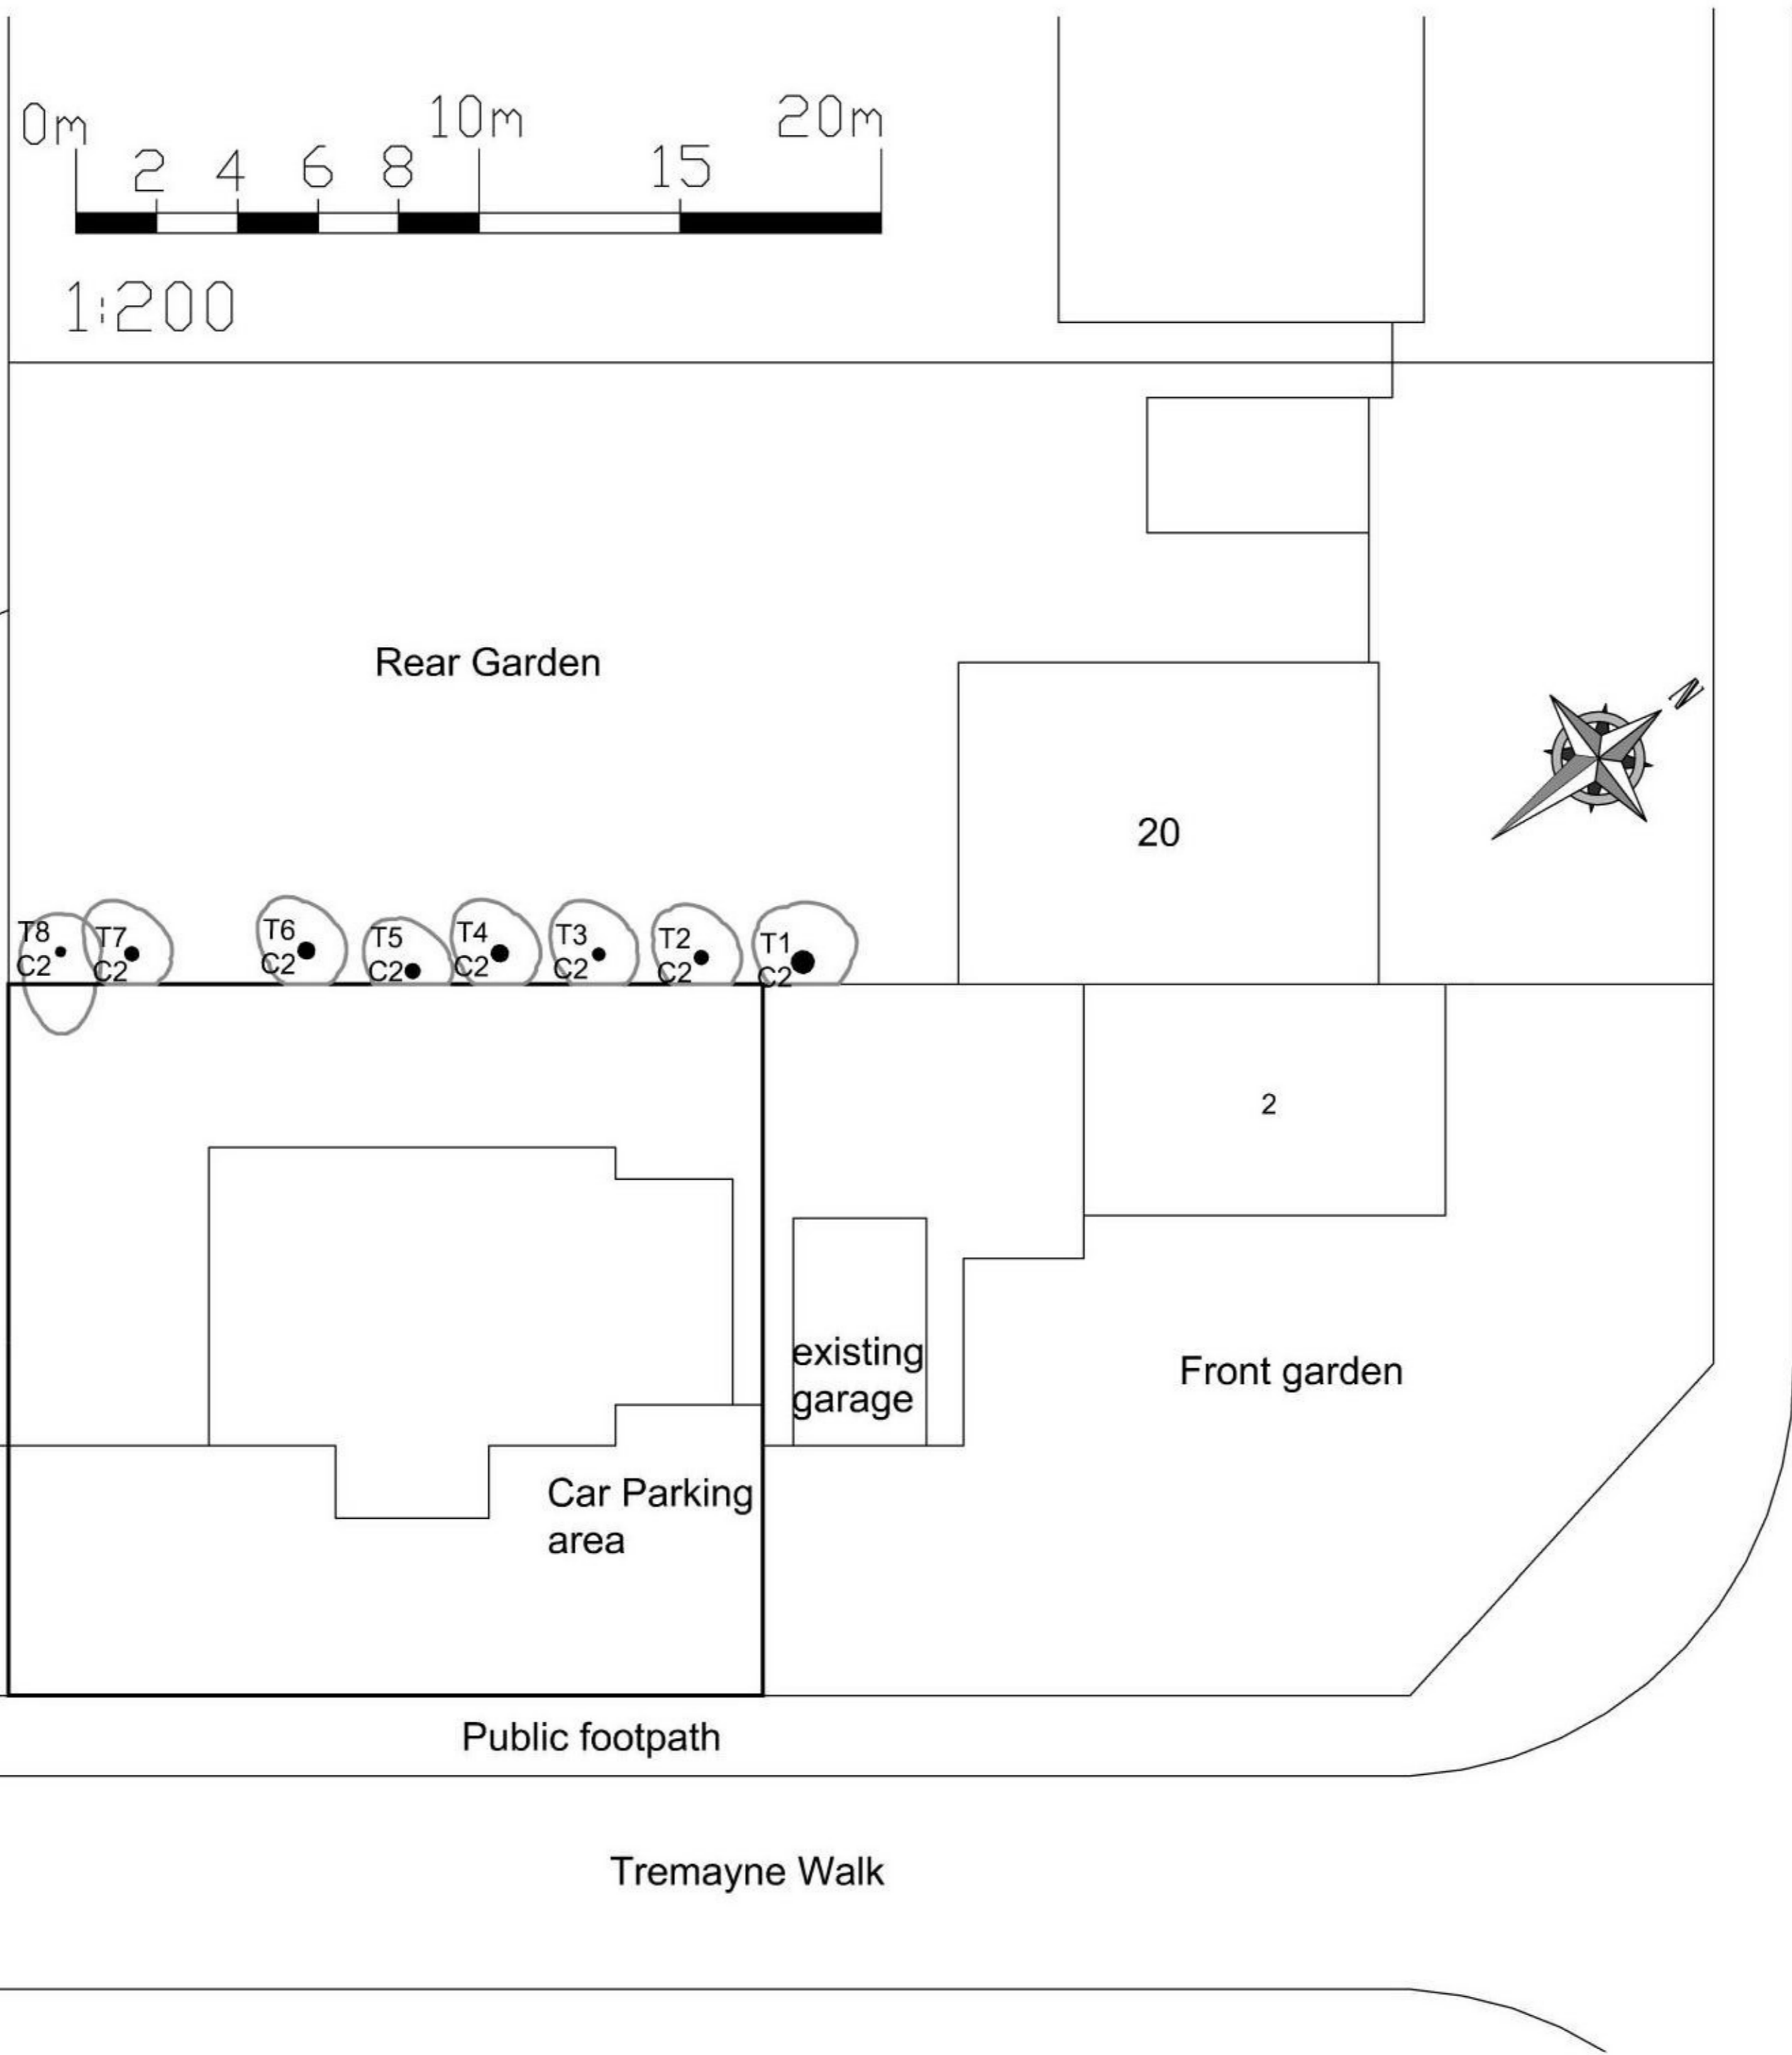 0m 10m 20m
2 4 6 8 15
1:200
Rear Garden
N
20
T8 T7 T6 T5 T4 T3 T2 T1
C2 C2 C2 C2 C2 C2 C2 C2
2
existing
garage
Front garden
Car Parking
area
Public footpath
Tremayne Walk